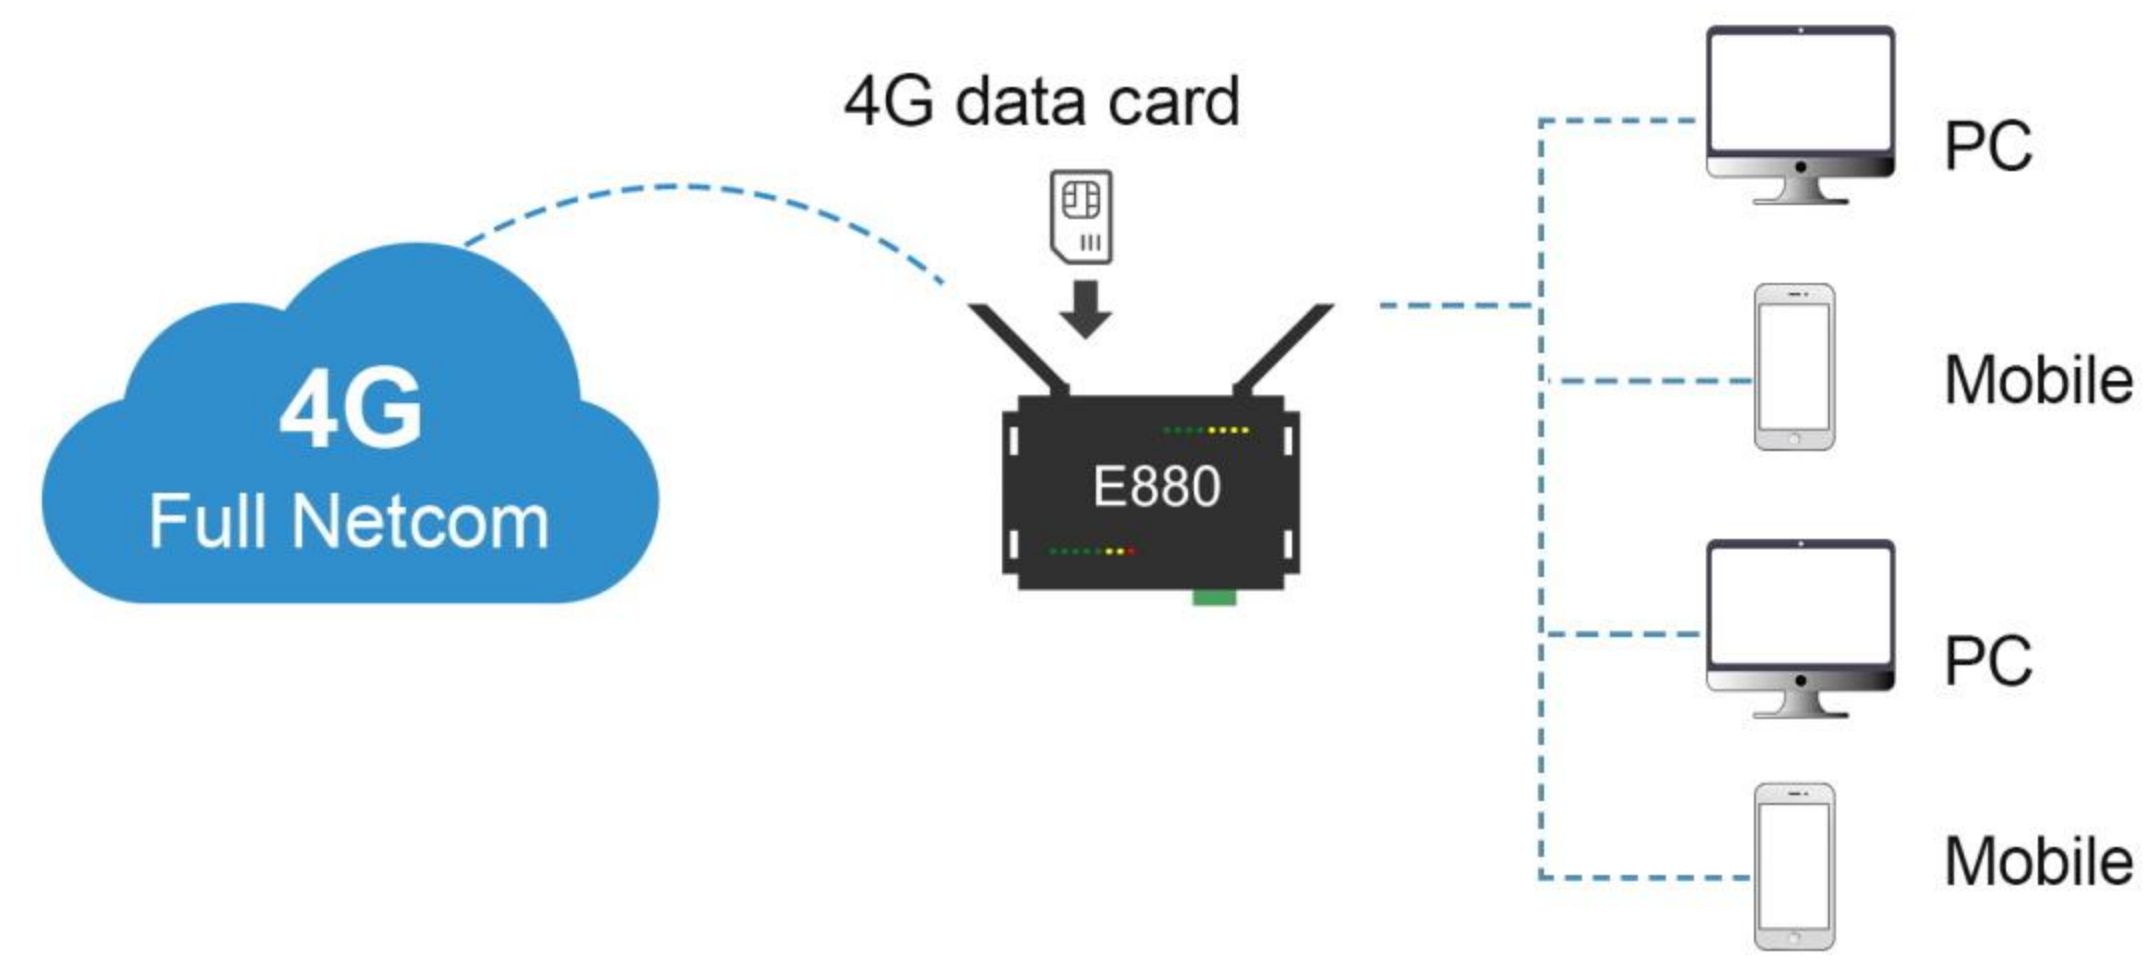 4G data card
4G
Full Netcom
E880
PC
Mobile
PC
Mobile